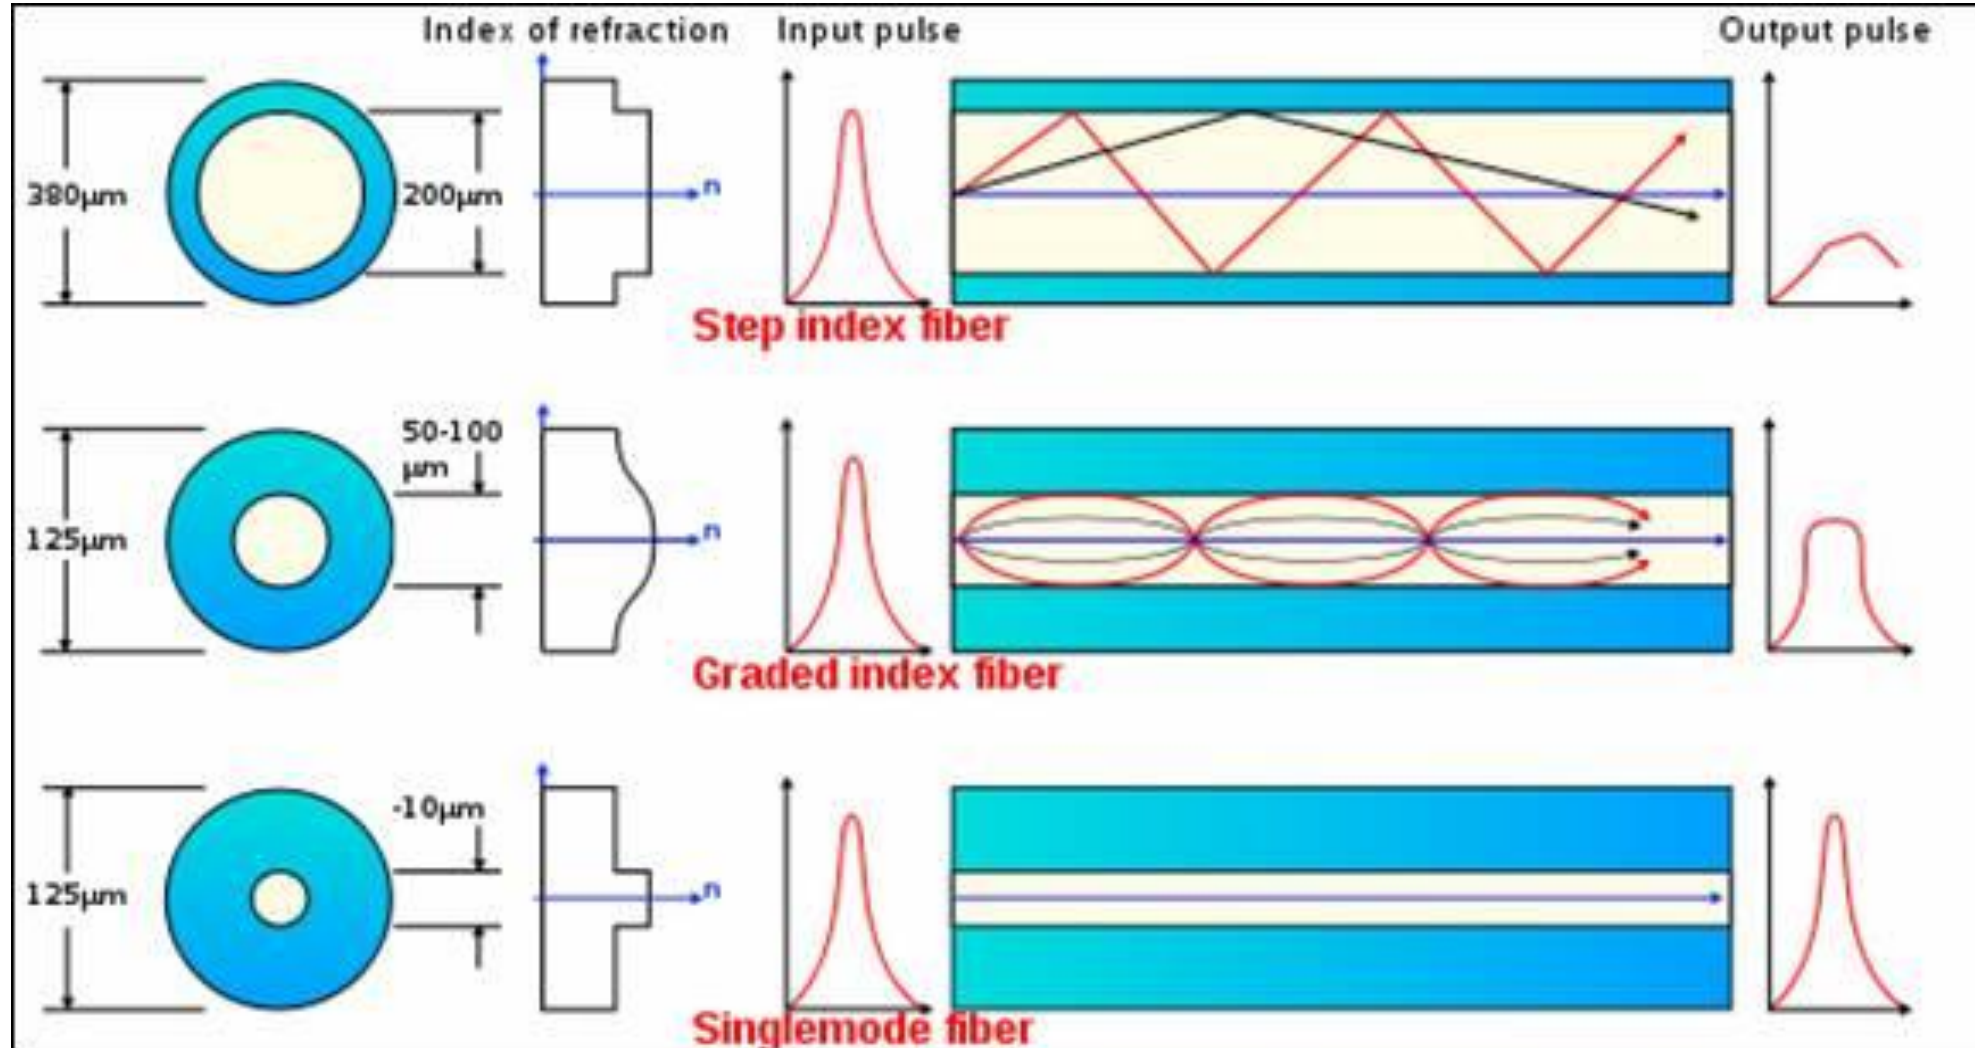 Index of refraction
Input pulse
Output pulse
380μm
200μm
n
Step index fiber
50-100
μm
125μm
n
Graded index fiber
-10μm
125μm
n
Singlemode fiber